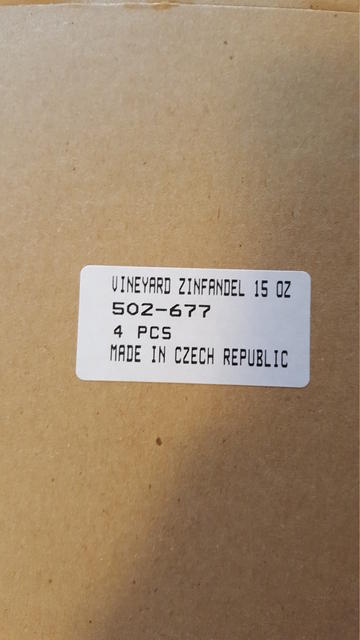 VINEYARD ZINFANDEL 15 OZ
502-677
4 PCS
MADE IN CZECH REPUBLIC